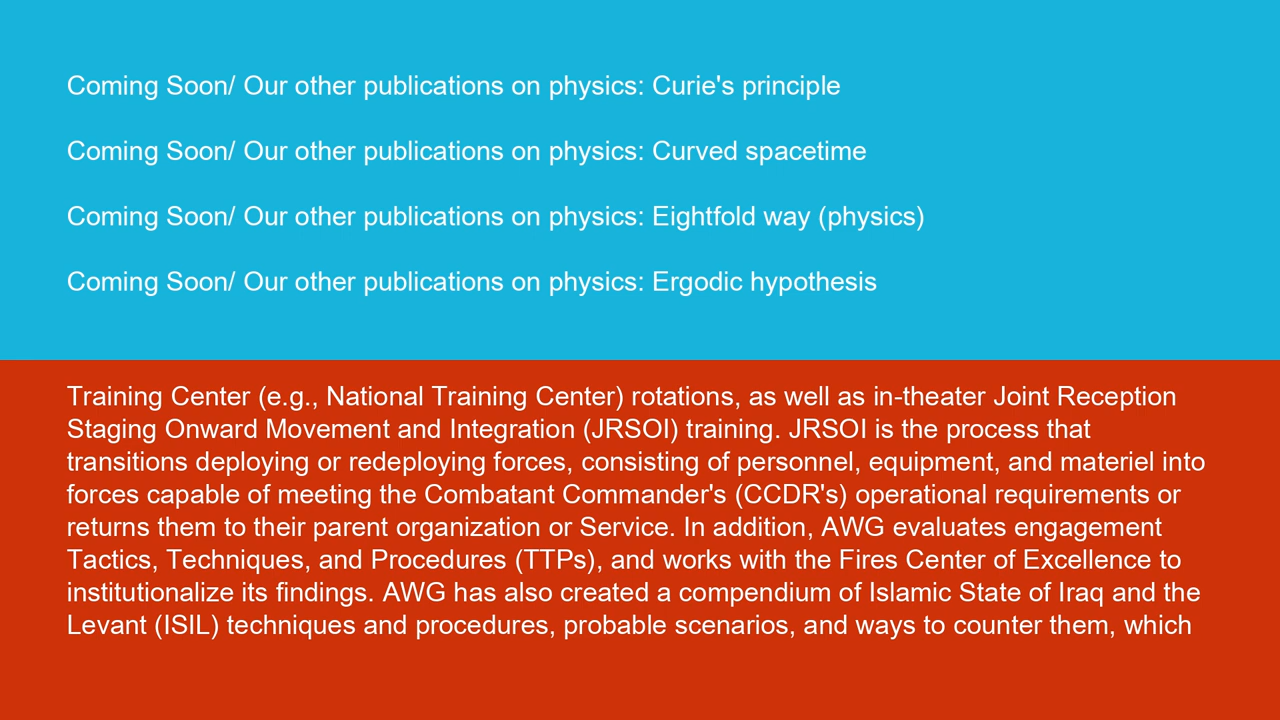 Coming Soon/ Our other publications on physics: Curie's principle
Coming Soon/ Our other publications on physics: Curved spacetime
Coming Soon/ Our other publications on physics: Eightfold way (physics)
Coming Soon/ Our other publications on physics: Ergodic hypothesis
Training Center (e.g., National Training Center) rotations, as well as in-theater Joint Reception
Staging Onward Movement and Integration (JRSOI) training. JRSOI is the process that
transitions deploying or redeploying forces, consisting of personnel, equipment, and materiel into
forces capable of meeting the Combatant Commander's (CCDR's) operational requirements or
returns them to their parent organization or Service. In addition, AWG evaluates engagement
Tactics, Techniques, and Procedures (TTPs), and works with the Fires Center of Excellence to
institutionalize its findings. AWG has also created a compendium of Islamic State of Iraq and the
Levant (ISIL) techniques and procedures, probable scenarios, and ways to counter them, which